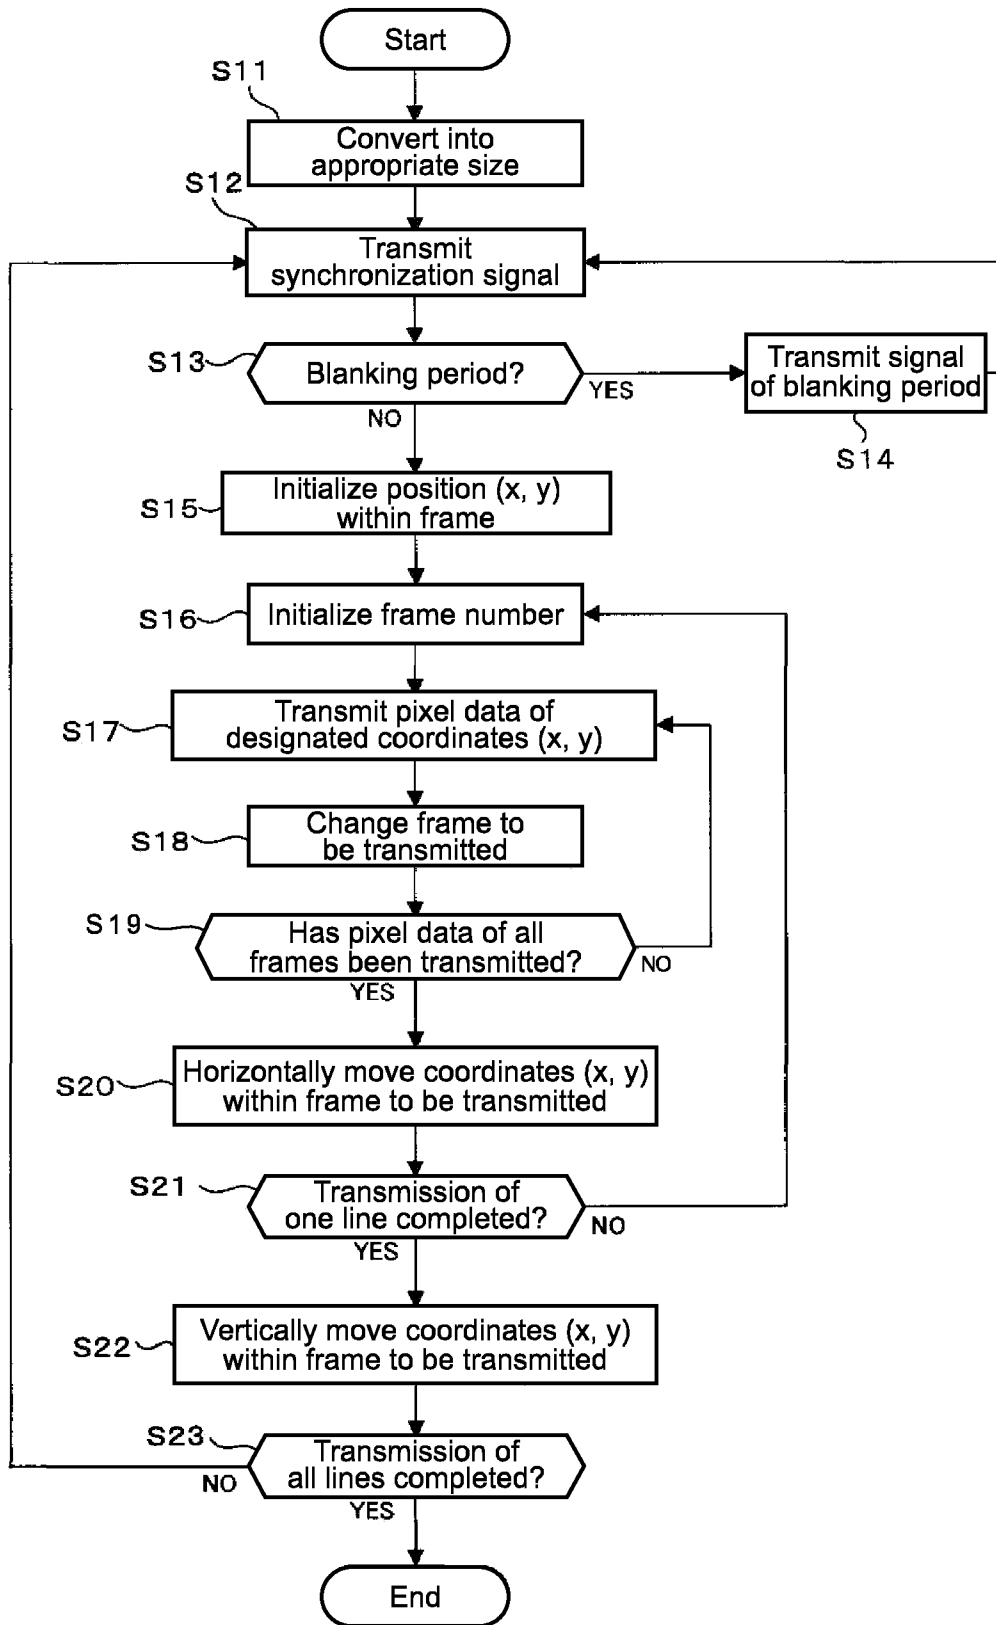 Start
S11
Convert into
appropriate size
S12
Transmit
synchronization signal
S13
Blanking period?
YES
NO
Transmit signal
of blanking period
S14
S15
Initialize position (x, y)
within frame
S16
Initialize frame number
S17
Transmit pixel data of
designated coordinates (x, y)
S18
Change frame to
be transmitted
S19
Has pixel data of all
frames been transmitted?
NO
YES
S20
Horizontally move coordinates (x, y)
within frame to be transmitted
S21
Transmission of
one line completed?
NO
YES
S22
Vertically move coordinates (x, y)
within frame to be transmitted
S23
Transmission of
all lines completed?
NO
YES
End